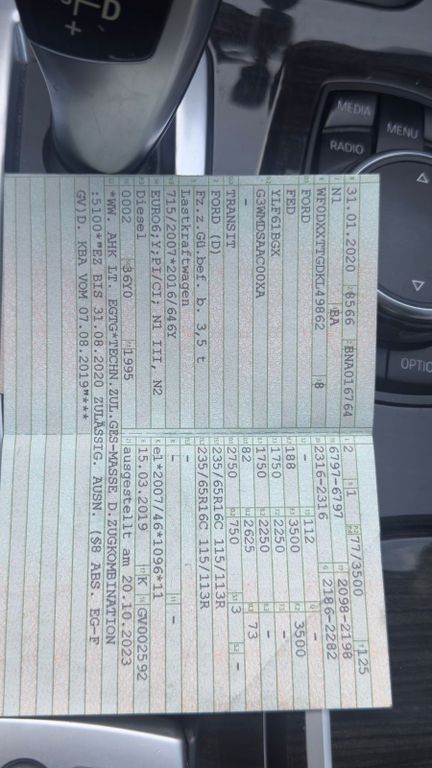 D
+
MEDIA
RADIO
MENU
OPTIO
31.01.2020 6566 BNA016764
N1 BA
WF0DXXTTGDKL49862 8
FORD
FED
YLF61BGX
G3WMDSAAC00XA
-
TRANSIT
FORD (D)
Fz.z.Gü.bef. b. 3,5 t
Lastkraftwagen
715/2007*2016/646Y
EURO6;Y;PI/CI; N1 III, N2
Diesel
0002 36Y0 1995
2 1 77/3500 125
6797-6797 2098-2198
2316-2316 2186-2282
- 112 -
188 3500 3500
1750 2250 -
1750 2250 -
82 2625 73
2750 750 3 -
235/65R16C 115/113R
235/65R16C 115/113R
-
- -
e1*2007/46*1096*11
15.03.2019 K GV002592
ausgestellt am 20.10.2023
*WW. AHK LT. EGTG*TECHN.ZUL.GES-MASSE D.ZUGKOMBINATION
:5100*"EZ BIS 31.08.2020 ZULÄSSIG. AUSN. (§8 ABS. EG-F
GV)D. KBA VOM 07.08.2019"***